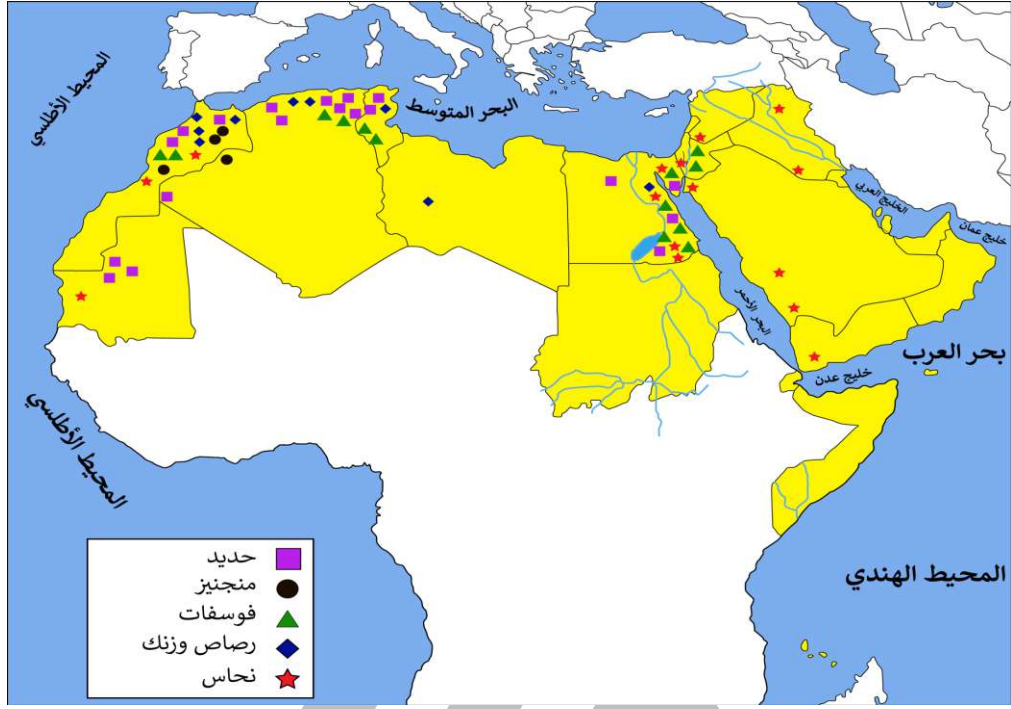 المحيط الأطلسي
البحر المتوسط
الخليج العربي
خليج عمان
البحر الأحمر
بحر العرب
خليج عدن
المحيط الأطلسي
المحيط الهندي
حديد
منجنيز
فوسفات
رصاص وزنك
نحاس